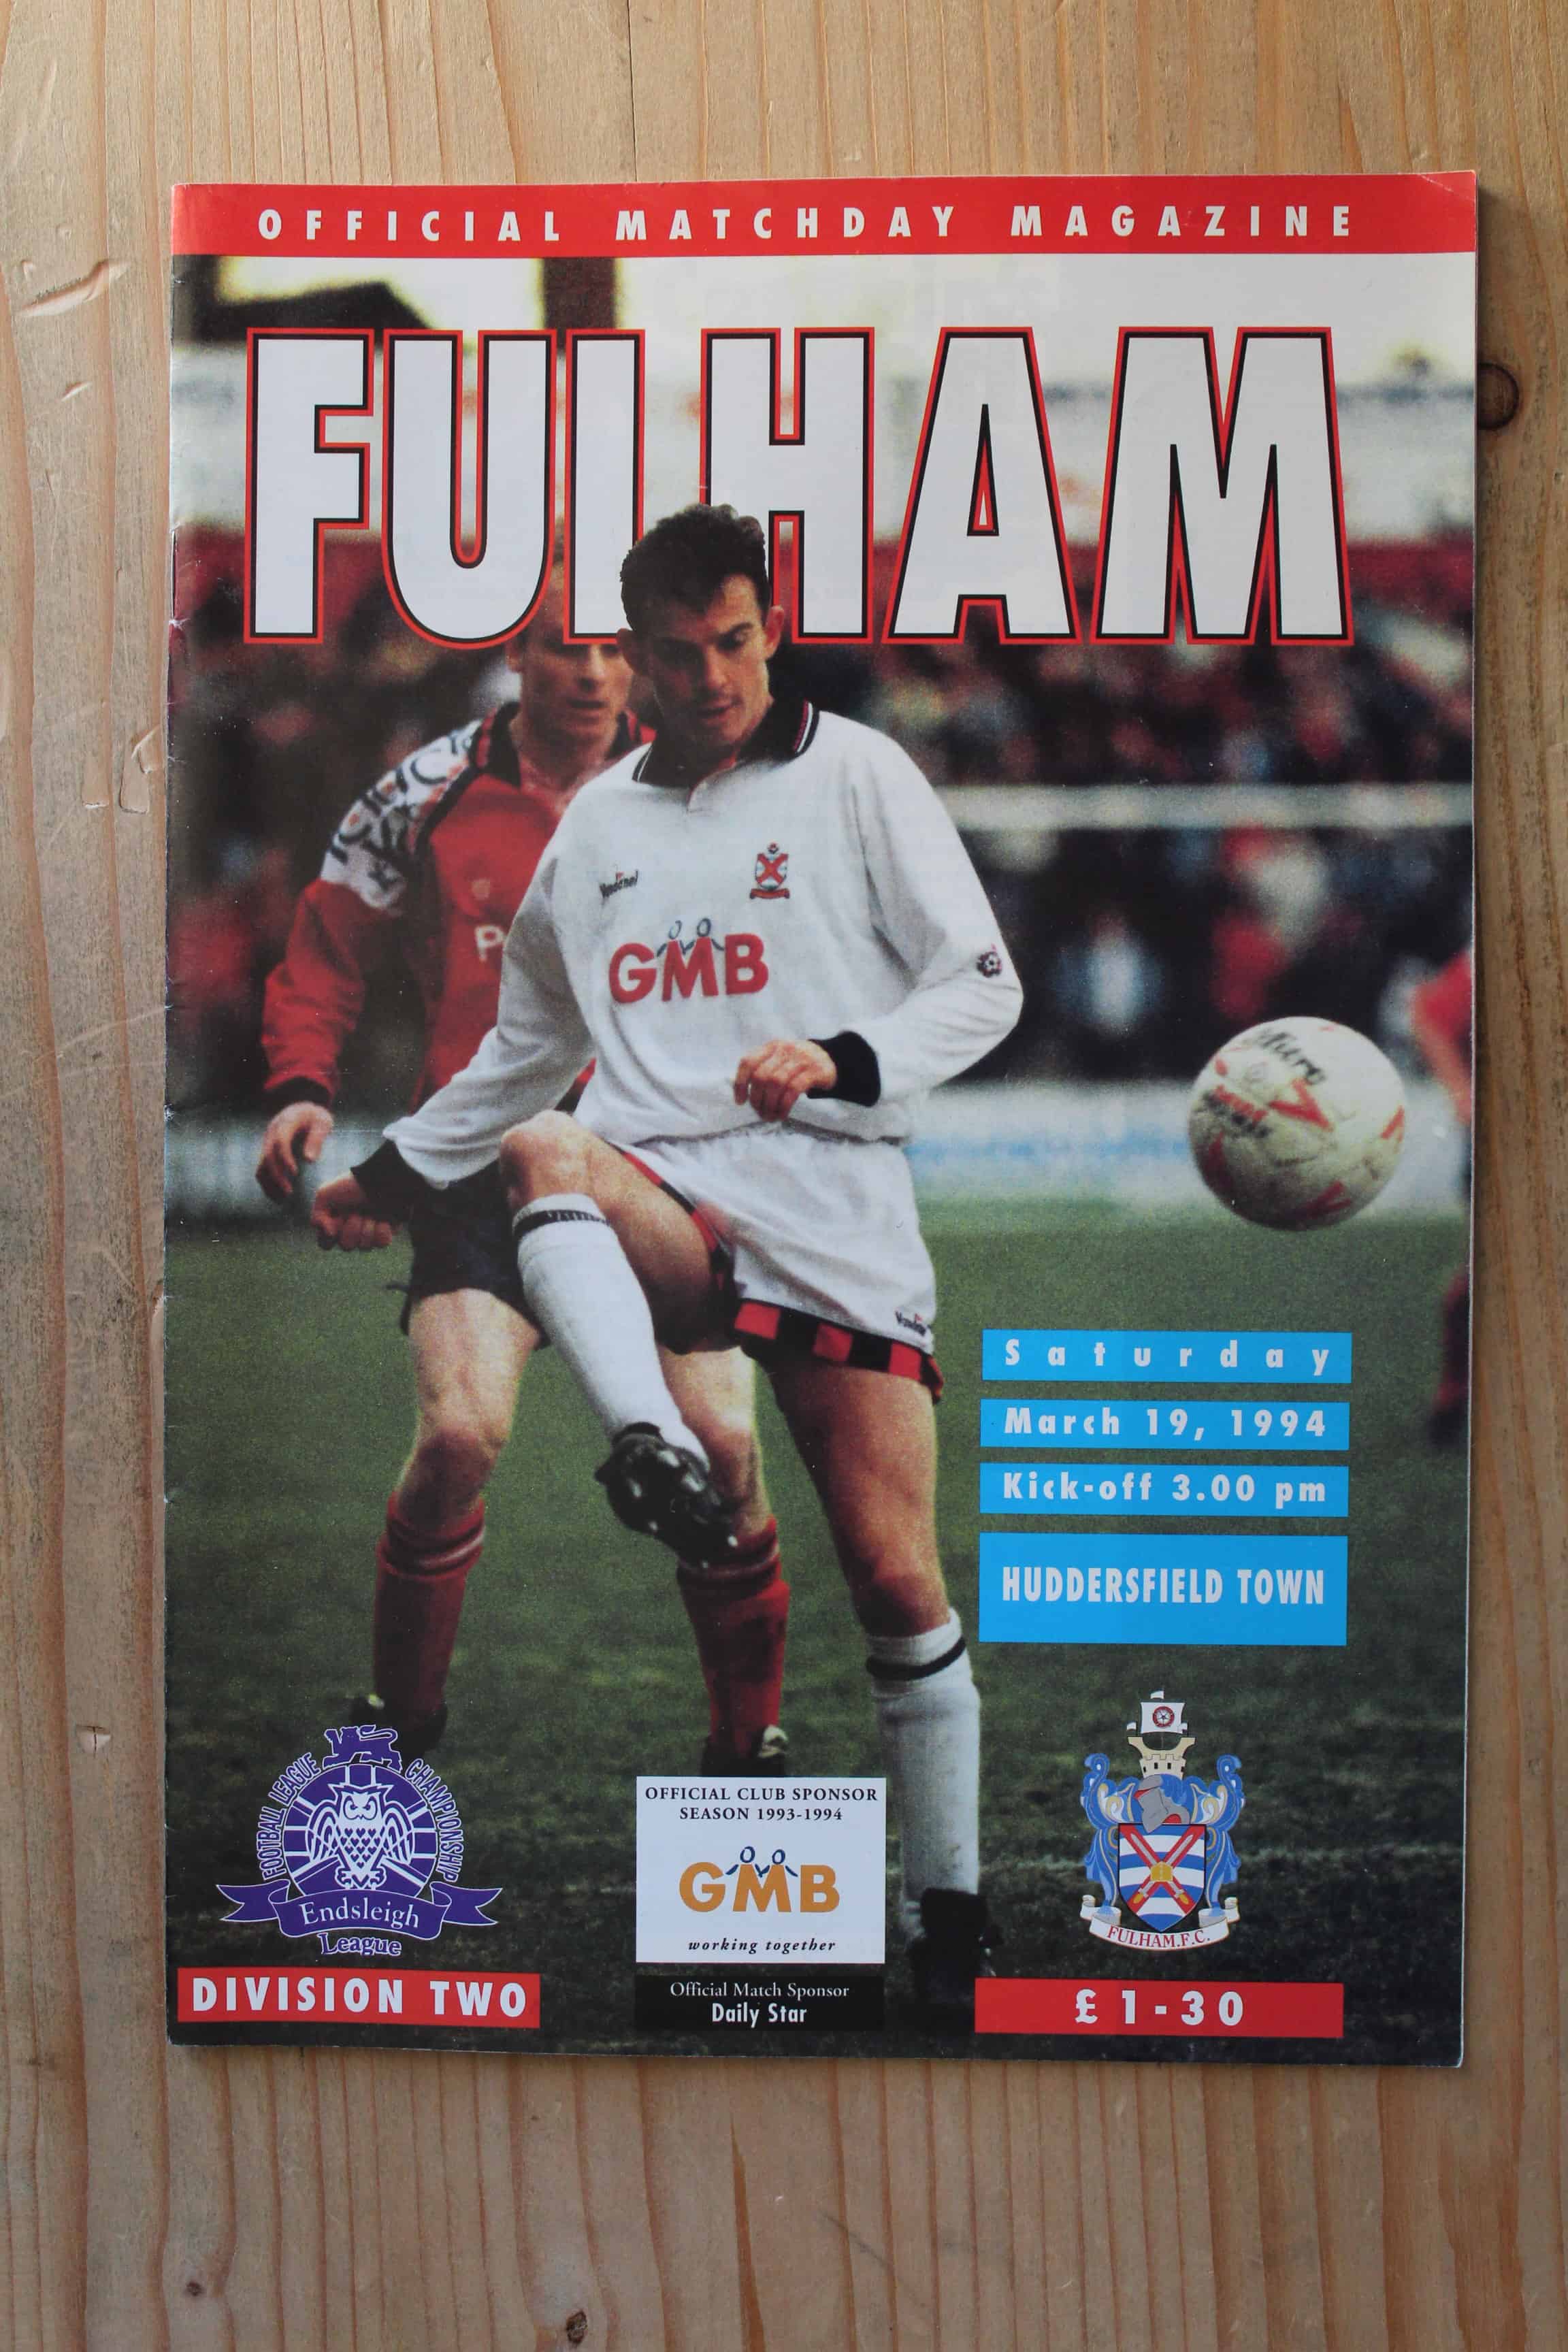 OFFICIAL MATCHDAY MAGAZINE
FULHAM
GMB
Mitre
Saturday
March 19, 1994
Kick-off 3.00 pm
HUDDERSFIELD TOWN
FOOTBALL LEAGUE CHAMPIONSHIP
Endsleigh
League
DIVISION TWO
OFFICIAL CLUB SPONSOR
SEASON 1993-1994
GMB
working together
Official Match Sponsor
Daily Star
FULHAM.F.C.
£1-30